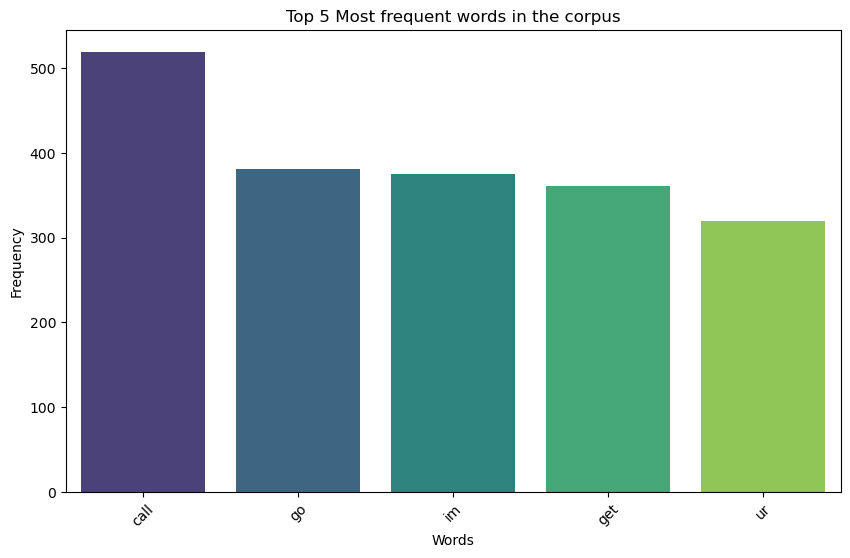 Top 5 Most frequent words in the corpus
Frequency
500
400
300
200
100
0
call
go
im
get
ur
Words